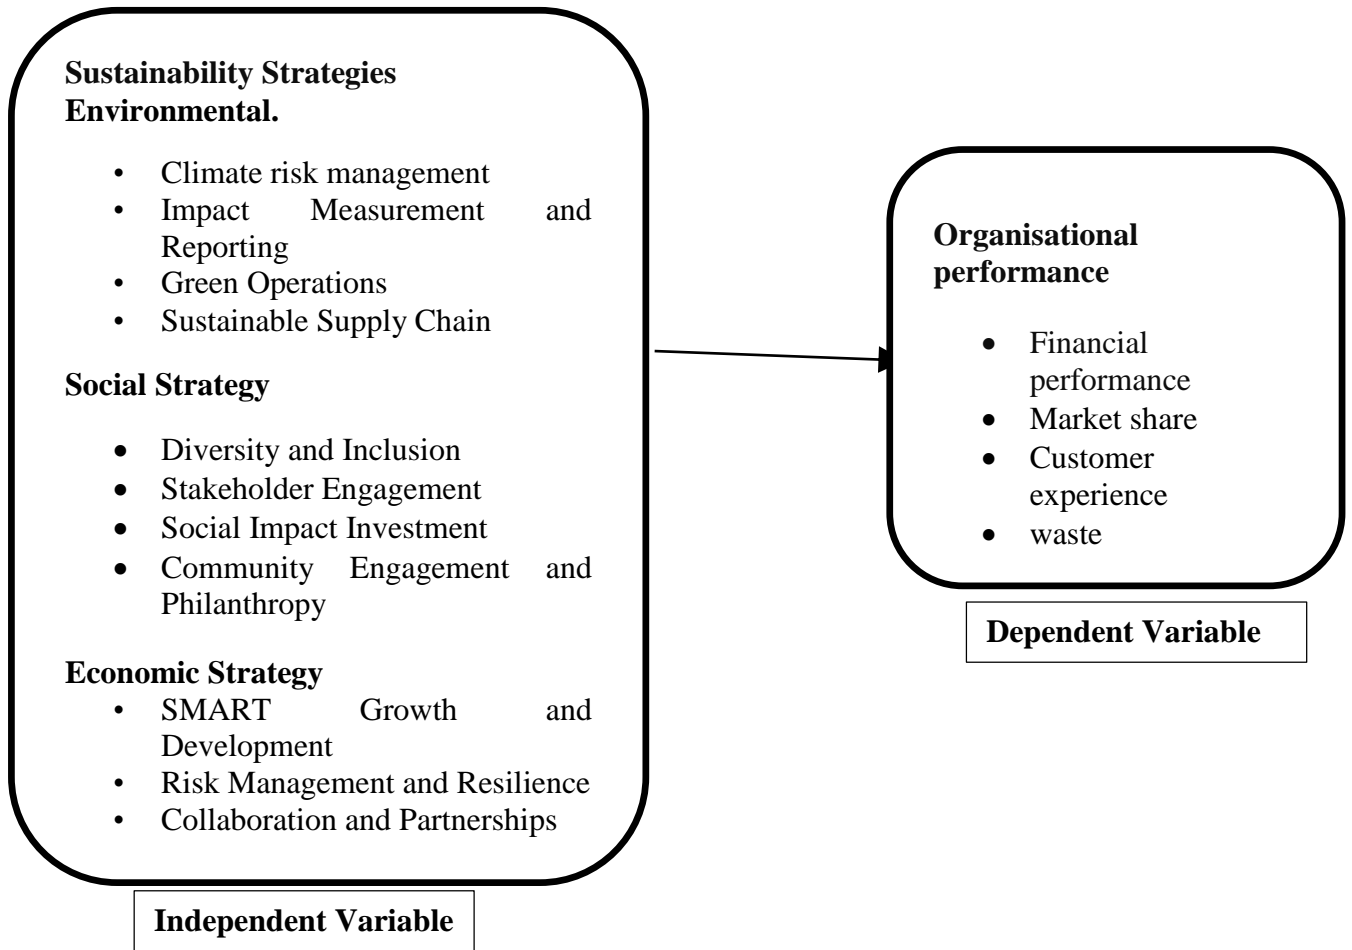 Sustainability Strategies
Environmental.
• Climate risk management
• Impact Measurement and
Reporting
• Green Operations
• Sustainable Supply Chain
Social Strategy
• Diversity and Inclusion
• Stakeholder Engagement
• Social Impact Investment
• Community Engagement and
Philanthropy
Economic Strategy
• SMART Growth and
Development
• Risk Management and Resilience
• Collaboration and Partnerships
Independent Variable
Organisational
performance
• Financial
performance
• Market share
• Customer
experience
• waste
Dependent Variable